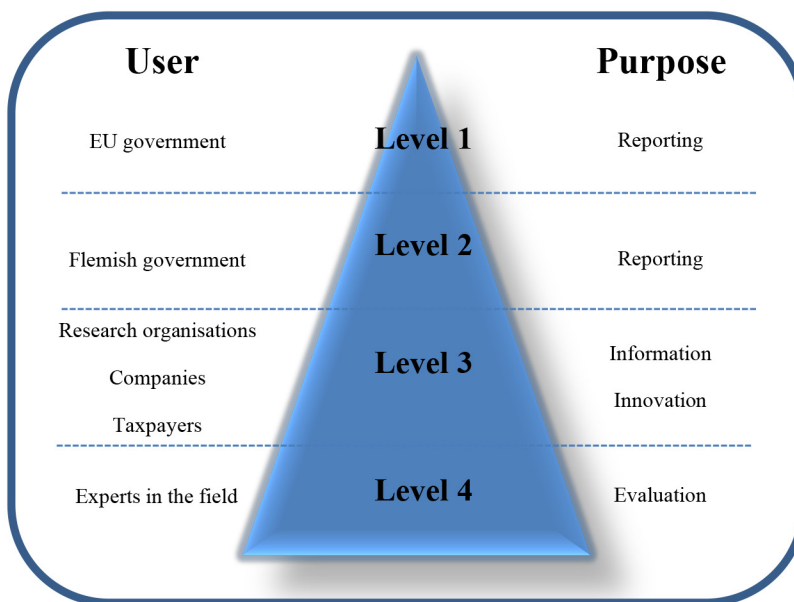 User
Purpose
EU government
Level 1
Reporting
Flemish government
Level 2
Reporting
Research organisations
Companies
Taxpayers
Level 3
Information
Innovation
Experts in the field
Level 4
Evaluation